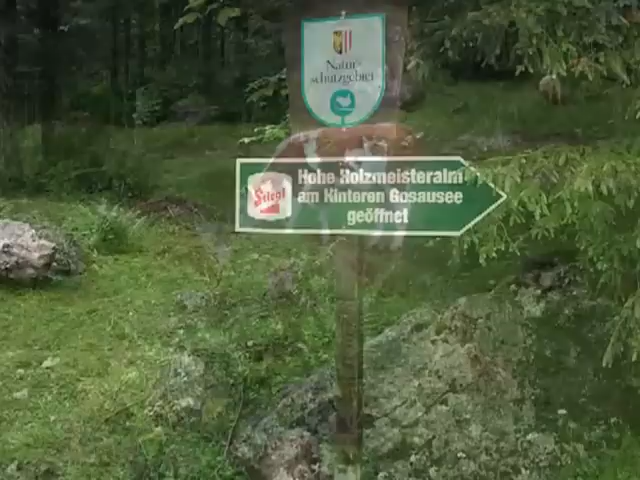 Natur-
schutzgebiet
Stiegl
Hohe Holzmeisteralm
am Hinteren Gosausee
geöffnet